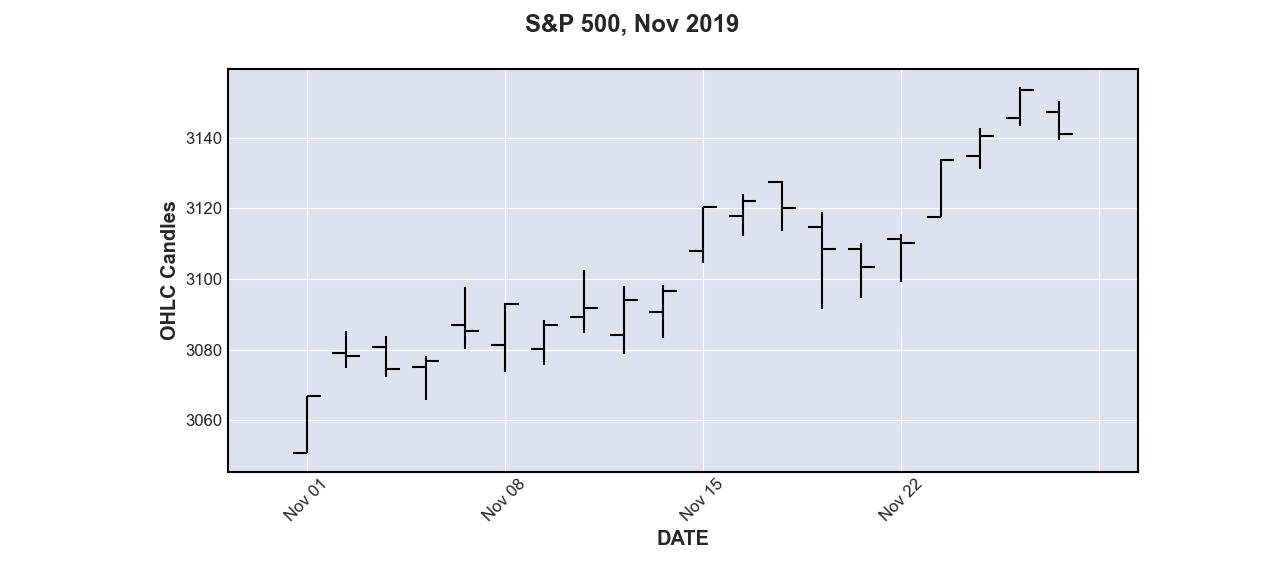 S&P 500, Nov 2019
OHLC Candles
3140
3120
3100
3080
3060
Nov 01
Nov 08
Nov 15
Nov 22
DATE